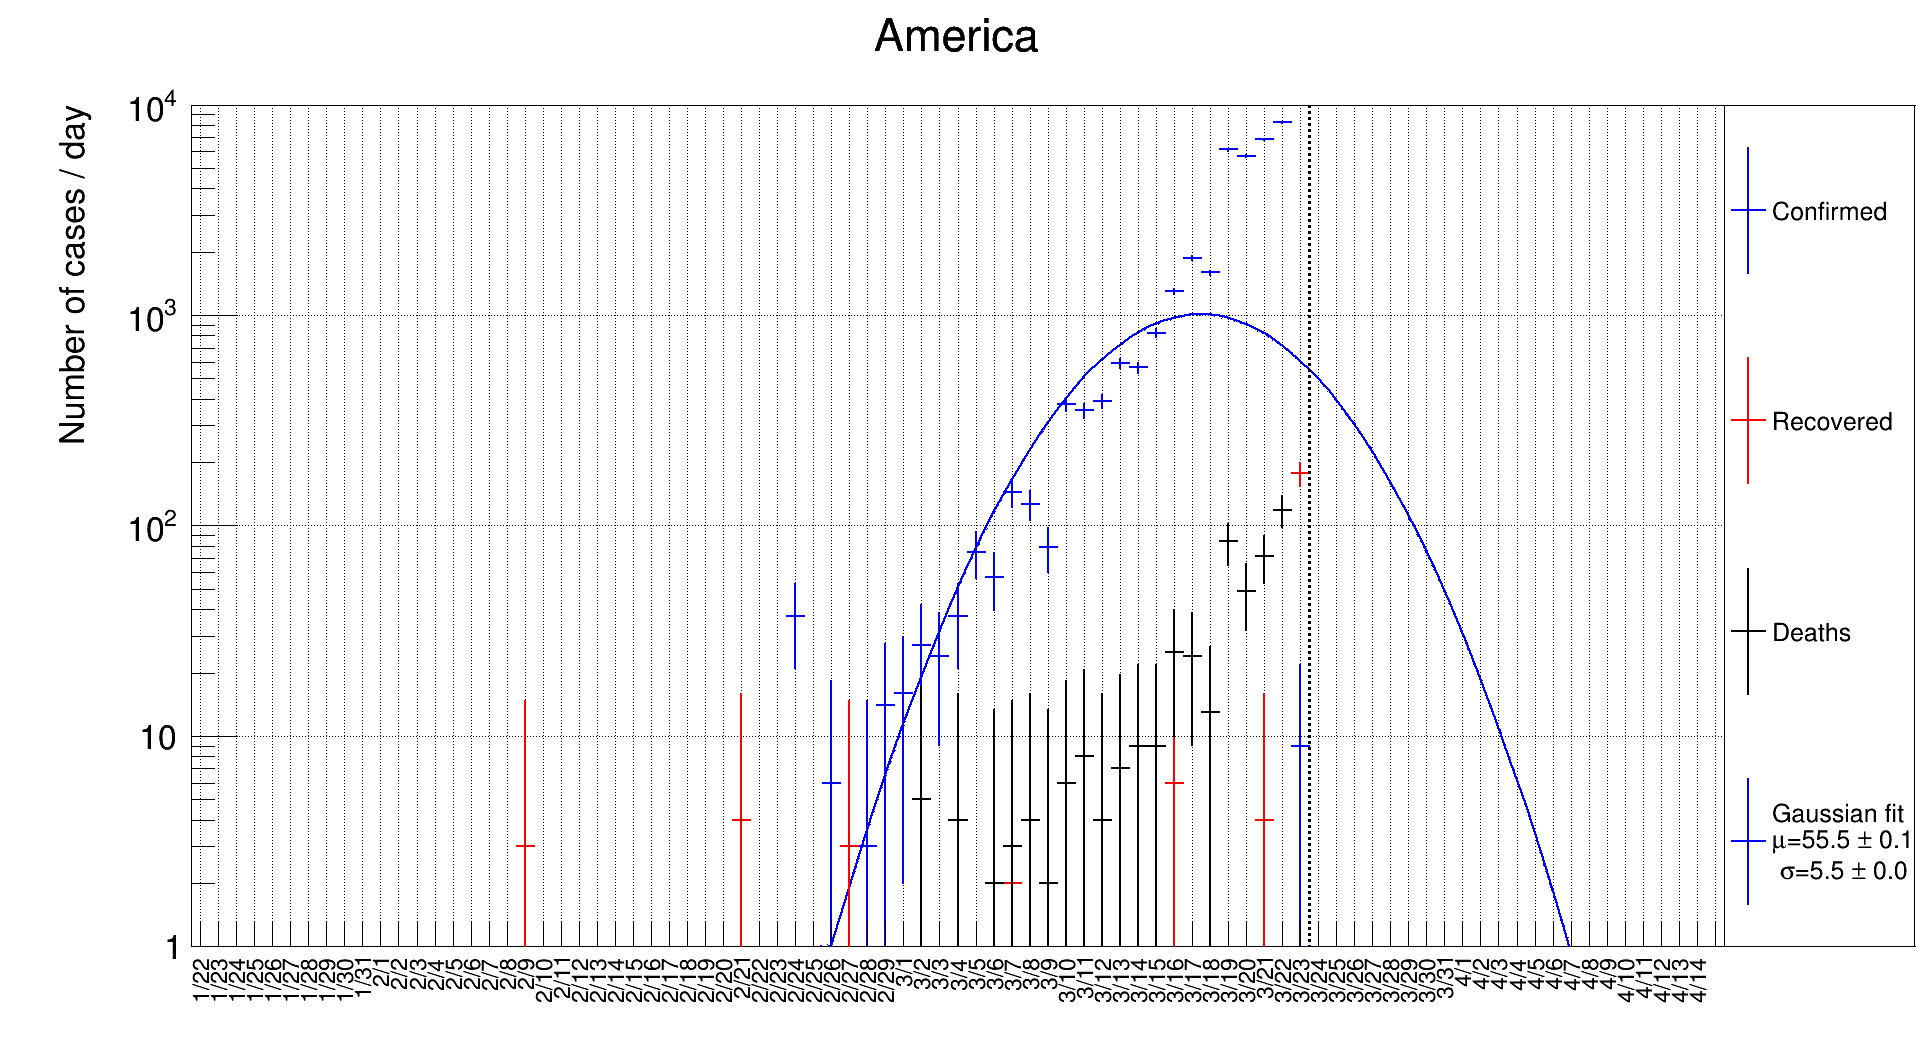 America
Number of cases / day
10^4
10^3
10^2
10
1
1/22 1/23 1/24 1/25 1/26 1/27 1/28 1/29 1/30 1/31 2/1 2/2 2/3 2/4 2/5 2/6 2/7 2/8 2/9 2/10 2/11 2/12 2/13 2/14 2/15 2/16 2/17 2/18 2/19 2/20 2/21 2/22 2/23 2/24 2/25 2/26 2/27 2/28 2/29 3/1 3/2 3/3 3/4 3/5 3/6 3/7 3/8 3/9 3/10 3/11 3/12 3/13 3/14 3/15 3/16 3/17 3/18 3/19 3/20 3/21 3/22 3/23 3/24 3/25 3/26 3/27 3/28 3/29 3/30 3/31 4/1 4/2 4/3 4/4 4/5 4/6 4/7 4/8 4/9 4/10 4/11 4/12 4/13 4/14
Confirmed
Recovered
Deaths
Gaussian fit
μ=55.5 ± 0.1
σ=5.5 ± 0.0